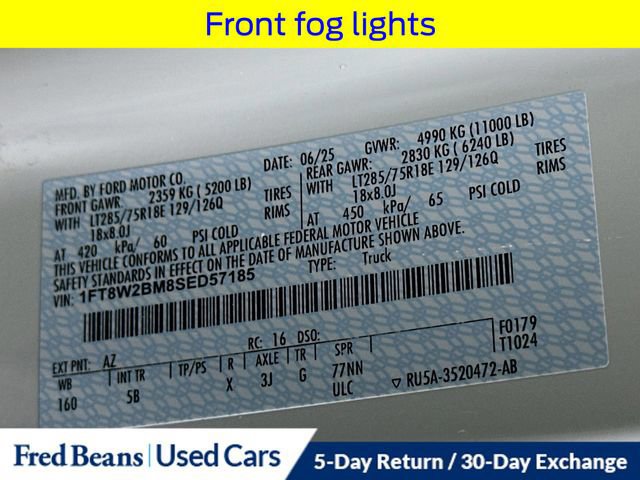 Front fog lights
MFD. BY FORD MOTOR CO.
DATE: 06/25 GVWR: 4990 KG (11000 LB)
FRONT GAWR: 2359 KG ( 5200 LB)
REAR GAWR: 2830 KG ( 6240 LB)
WITH LT285/75R18E 129/126Q TIRES
WITH LT285/75R18E 129/126Q TIRES
18x8.0J RIMS
18x8.0J RIMS
AT 420 kPa/ 60 PSI COLD
AT 450 kPa/ 65 PSI COLD
THIS VEHICLE CONFORMS TO ALL APPLICABLE FEDERAL MOTOR VEHICLE
SAFETY STANDARDS IN EFFECT ON THE DATE OF MANUFACTURE SHOWN ABOVE.
VIN: 1FT8W2BM8SED57185 TYPE: Truck
F0179
T1024
EXT PNT: AZ RC: 16 DSO:
WB INT TR TP/PS R AXLE TR SPR
160 5B X 3J G 77NN
ULC RU5A-3520472-AB
Fred Beans Used Cars
5-Day Return / 30-Day Exchange